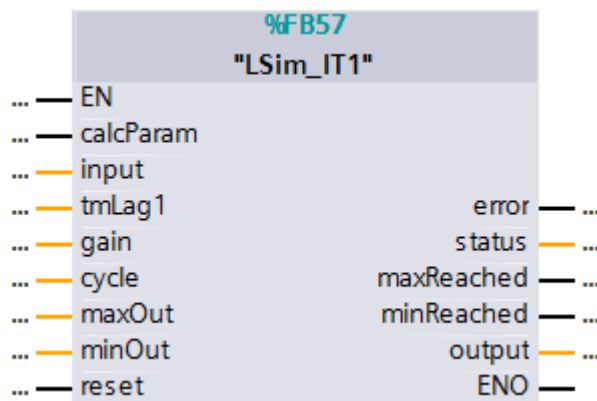 %FB57
"LSim_IT1"
... EN
... calcParam
... input
... tmLag1 error ...
... gain status ...
... cycle maxReached ...
... maxOut minReached ...
... minOut output ...
... reset ENO